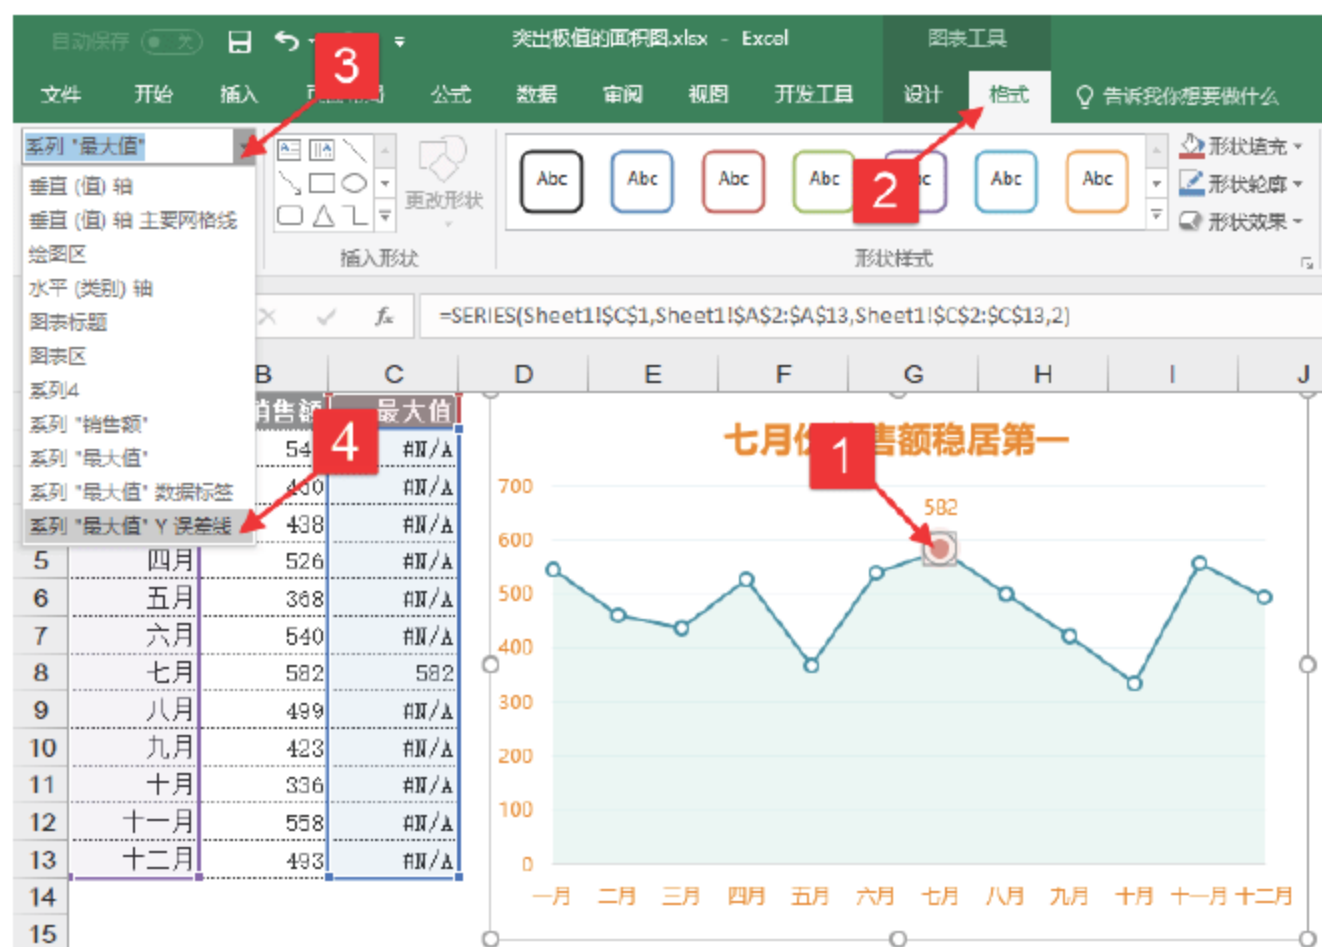 自动保存 关 突出极值的面积图.xlsx - Excel 图表工具
3
文件 开始 插入 公式 数据 审阅 视图 开发工具 设计 格式 告诉我你想要做什么
系列 "最大值"
垂直 (值) 轴
垂直 (值) 轴 主要网格线
绘图区
水平 (类别) 轴
图表标题
图表区
系列4
系列 "销售额"
系列 "最大值"
系列 "最大值" 数据标签
系列 "最大值" Y 误差线
更改形状
插入形状
Abc Abc Abc Abc Abc Abc
2
形状样式
形状填充
形状轮廓
形状效果
fx =SERIES(Sheet1!$C$1,Sheet1!$A$2:$A$13,Sheet1!$C$2:$C$13,2)
B C D E F G H I J
销售额 最大值
4
#N/A
#N/A
438 #N/A
5 四月 526 #N/A
6 五月 368 #N/A
7 六月 540 #N/A
8 七月 582 582
9 八月 499 #N/A
10 九月 423 #N/A
11 十月 336 #N/A
12 十一月 558 #N/A
13 十二月 493 #N/A
14
15
七月份 售额稳居第一
1
582
700
600
500
400
300
200
100
0
一月 二月 三月 四月 五月 六月 七月 八月 九月 十月 十一月 十二月